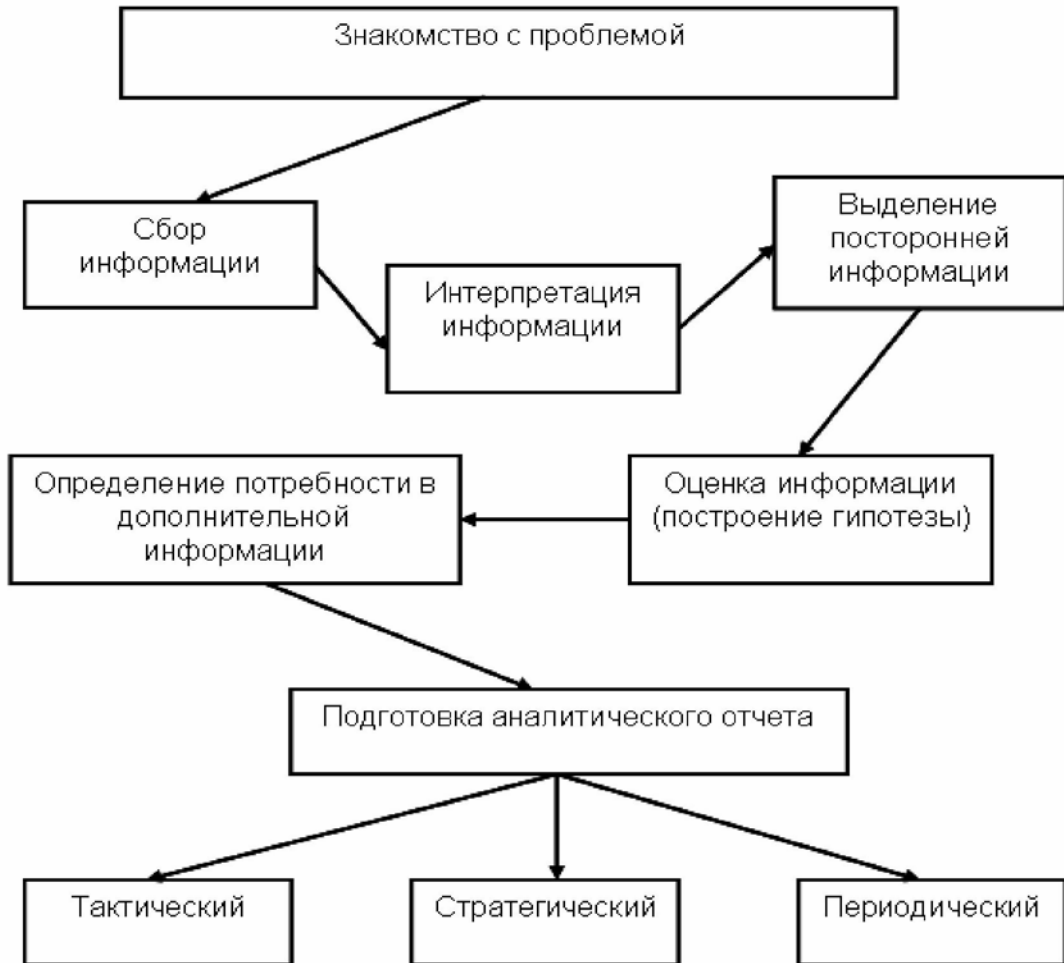 Знакомство с проблемой
Сбор
информации
Интерпретация
информации
Выделение
посторонней
информации
Оценка информации
(построение гипотезы)
Определение потребности в
дополнительной
информации
Подготовка аналитического отчета
Тактический
Стратегический
Периодический